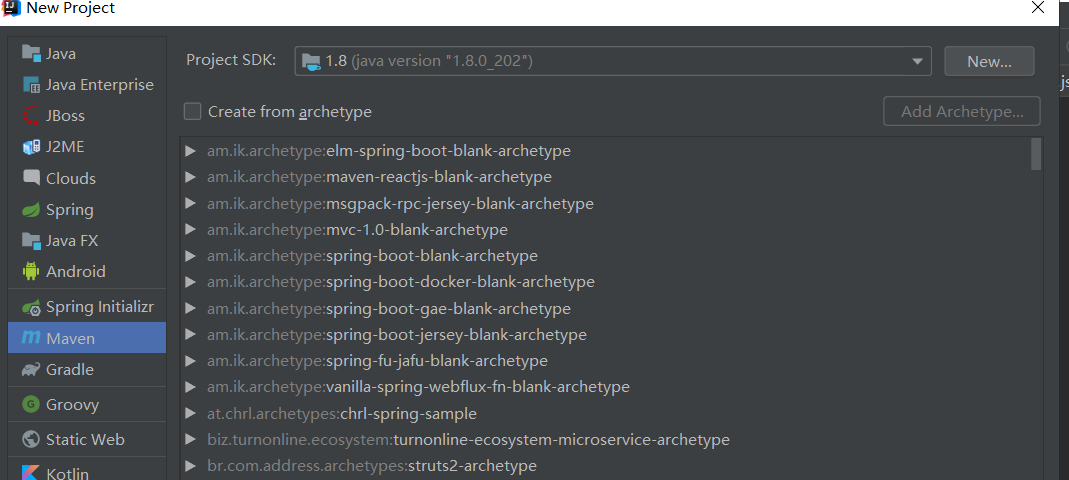 New Project
Java
Java Enterprise
JBoss
J2ME
Clouds
Spring
Java FX
Android
Spring Initializr
Maven
Gradle
Groovy
Static Web
Kotlin
Project SDK: 1.8 (java version "1.8.0_202") New...
Create from archetype Add Archetype...
am.ik.archetype:elm-spring-boot-blank-archetype
am.ik.archetype:maven-reactjs-blank-archetype
am.ik.archetype:msgpack-rpc-jersey-blank-archetype
am.ik.archetype:mvc-1.0-blank-archetype
am.ik.archetype:spring-boot-blank-archetype
am.ik.archetype:spring-boot-docker-blank-archetype
am.ik.archetype:spring-boot-gae-blank-archetype
am.ik.archetype:spring-boot-jersey-blank-archetype
am.ik.archetype:spring-fu-jafu-blank-archetype
am.ik.archetype:vanilla-spring-webflux-fn-blank-archetype
at.chrl.archetypes:chrl-spring-sample
biz.turnonline.ecosystem:turnonline-ecosystem-microservice-archetype
br.com.address.archetypes:struts2-archetype